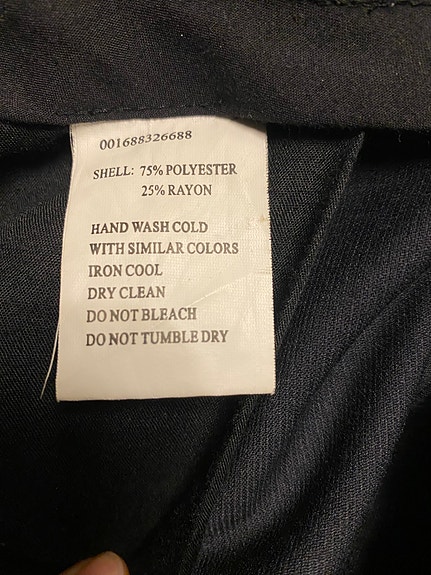 001688326688
SHELL: 75% POLYESTER
25% RAYON
HAND WASH COLD
WITH SIMILAR COLORS
IRON COOL
DRY CLEAN
DO NOT BLEACH
DO NOT TUMBLE DRY